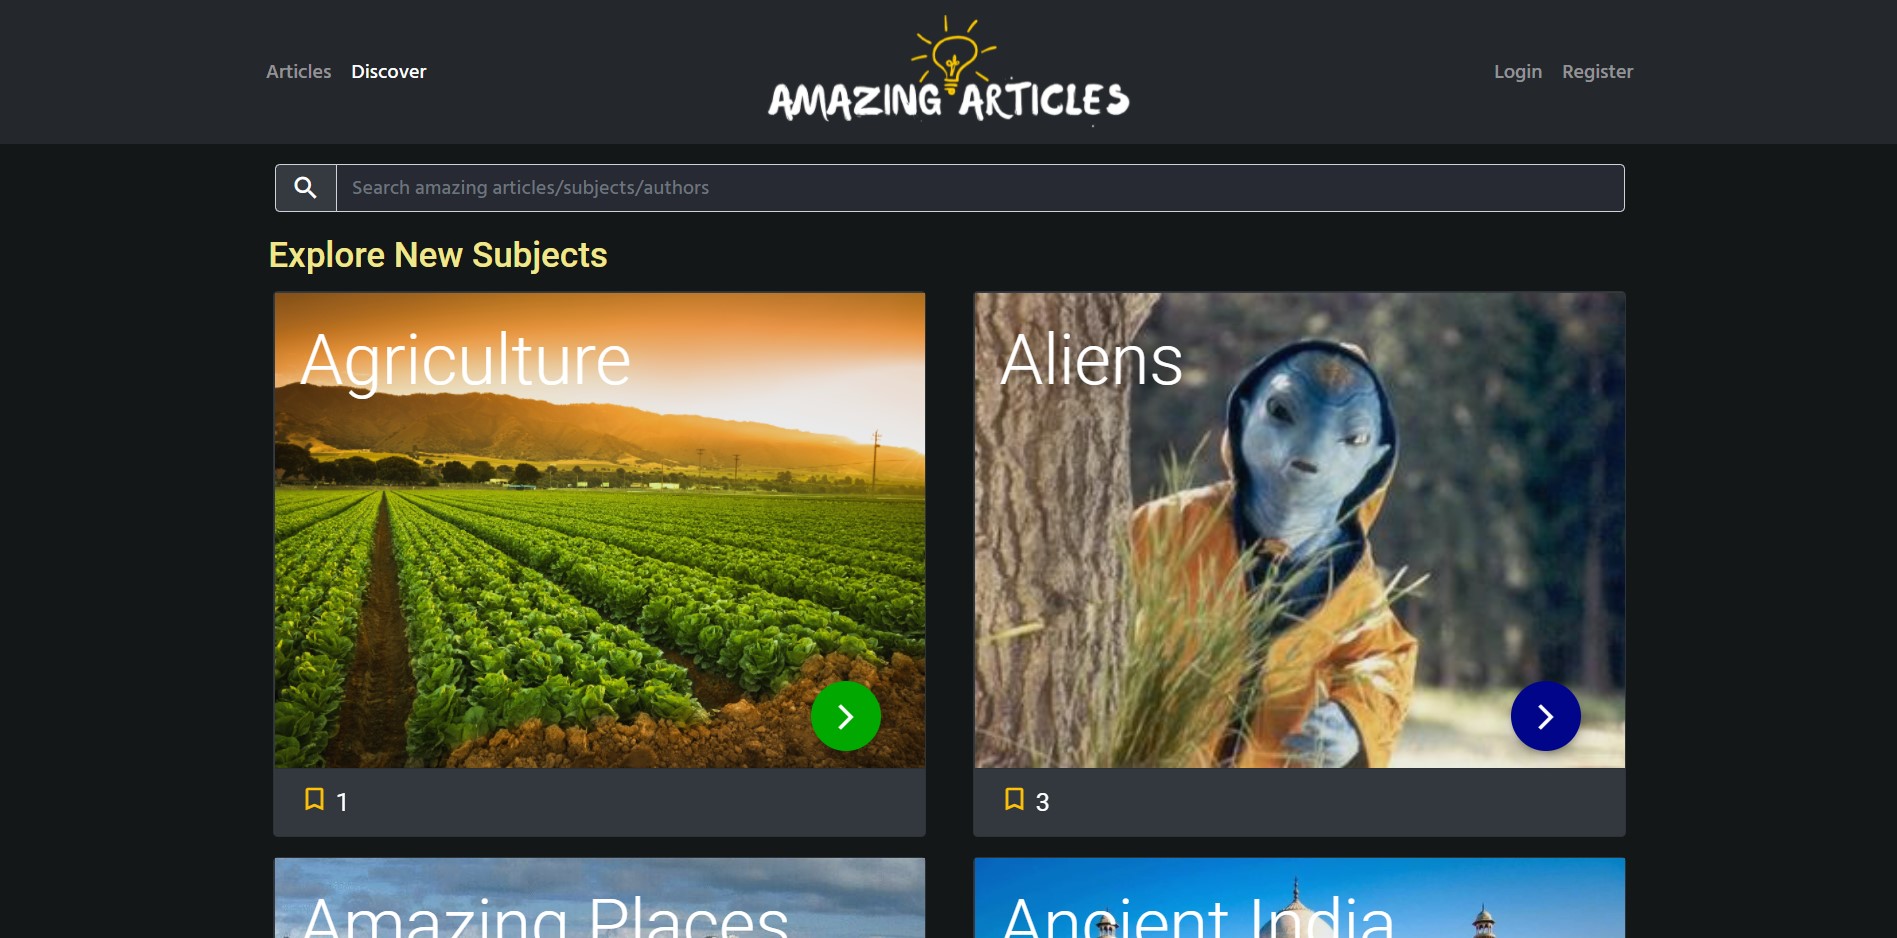 Articles Discover
AMAZING ARTICLES
Login Register
Search amazing articles/subjects/authors
Explore New Subjects
Agriculture
Aliens
1
3
Amazing Places
Ancient India